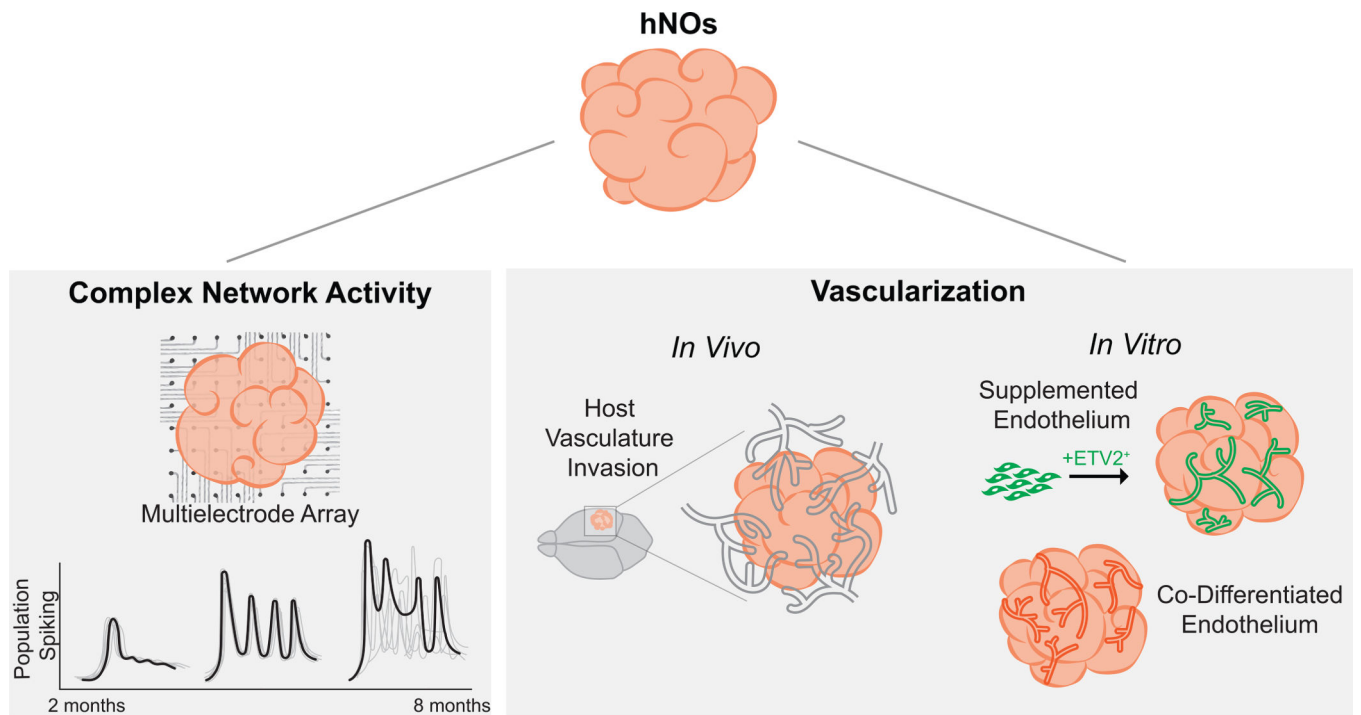 hNOs
Complex Network Activity
Multielectrode Array
Population
Spiking
2 months
8 months
Vascularization
In Vivo
Host
Vasculature
Invasion
In Vitro
Supplemented
Endothelium
+ETV2⁺
Co-Differentiated
Endothelium